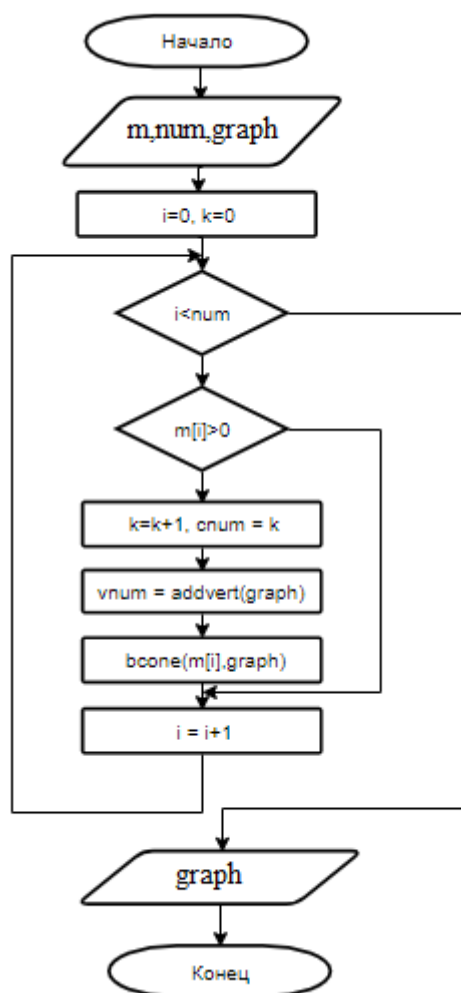 Начало
m,num,graph
i=0, k=0
i<num
m[i]>0
k=k+1, cnum = k
vnum = addvert(graph)
bcone(m[i],graph)
i = i+1
graph
Конец